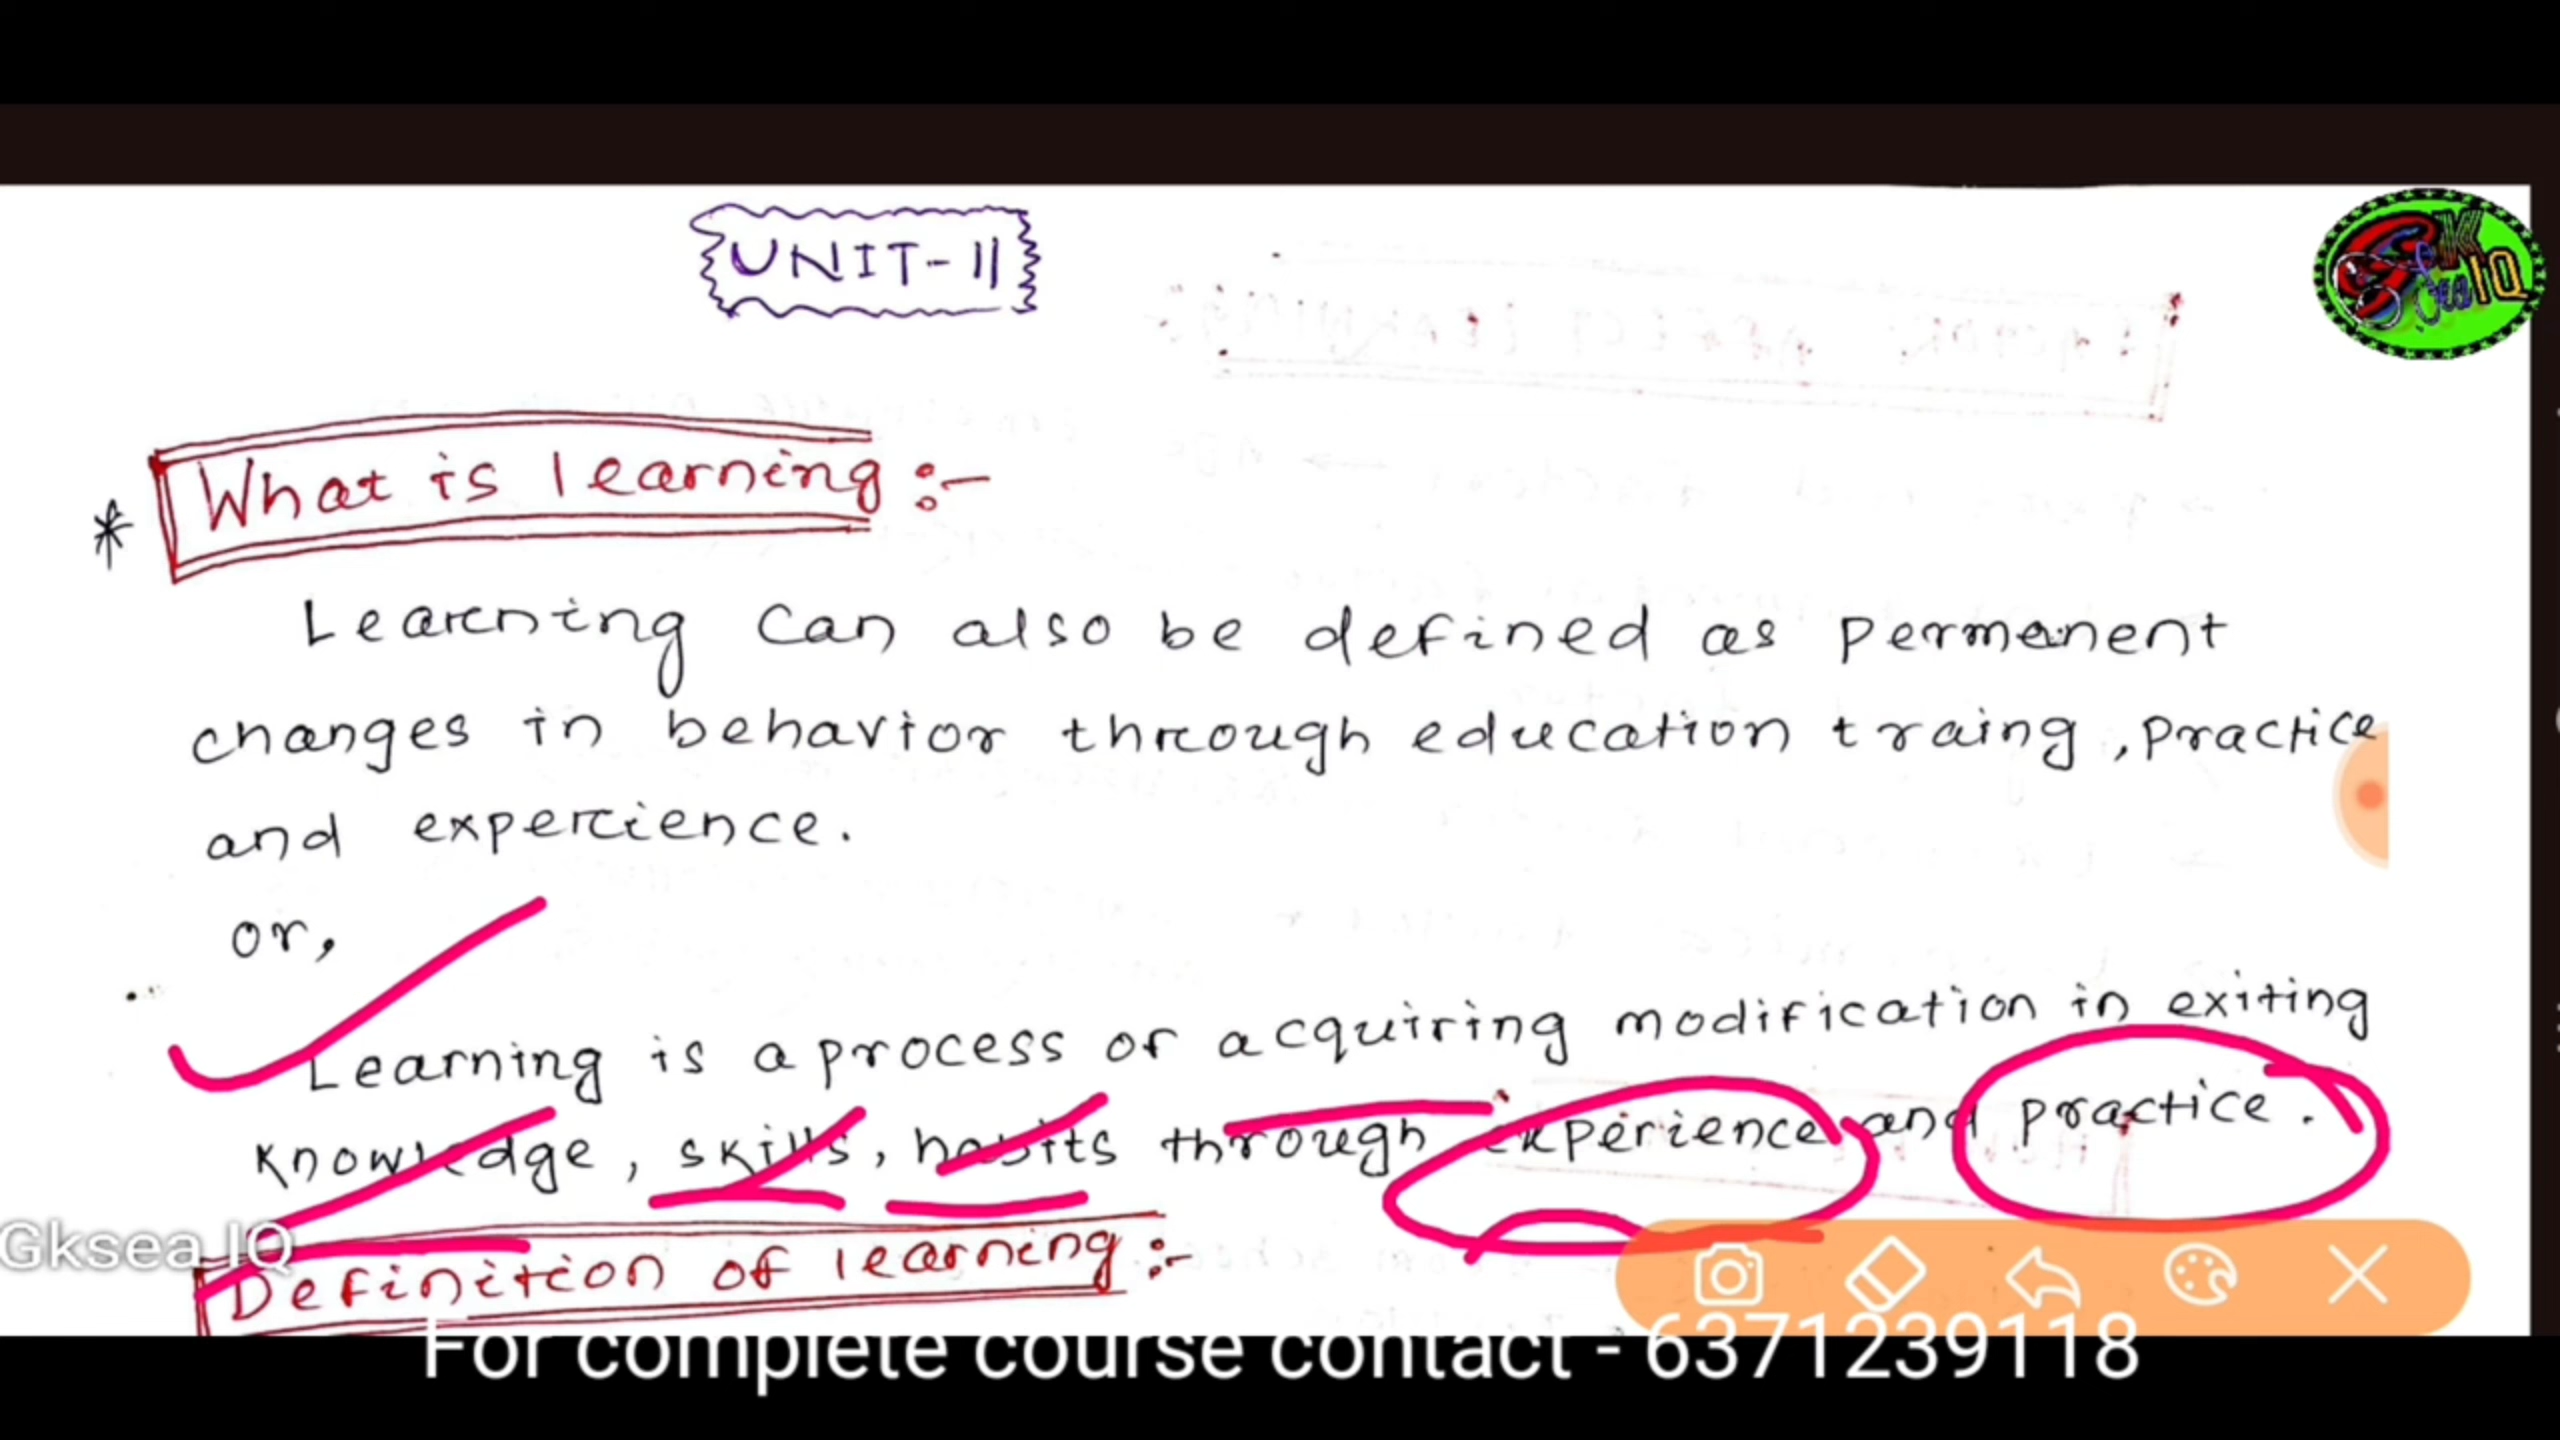 UNIT-II
* What is learning :-
Learning can also be defined as permanent
changes in behavior through education traing, practice
and experience.
or,
Learning is a process or acquiring modification in exiting
knowledge, skills, habits through experience and practice.
Gksea IQ
Definition of learning :-
For complete course contact - 6371239118